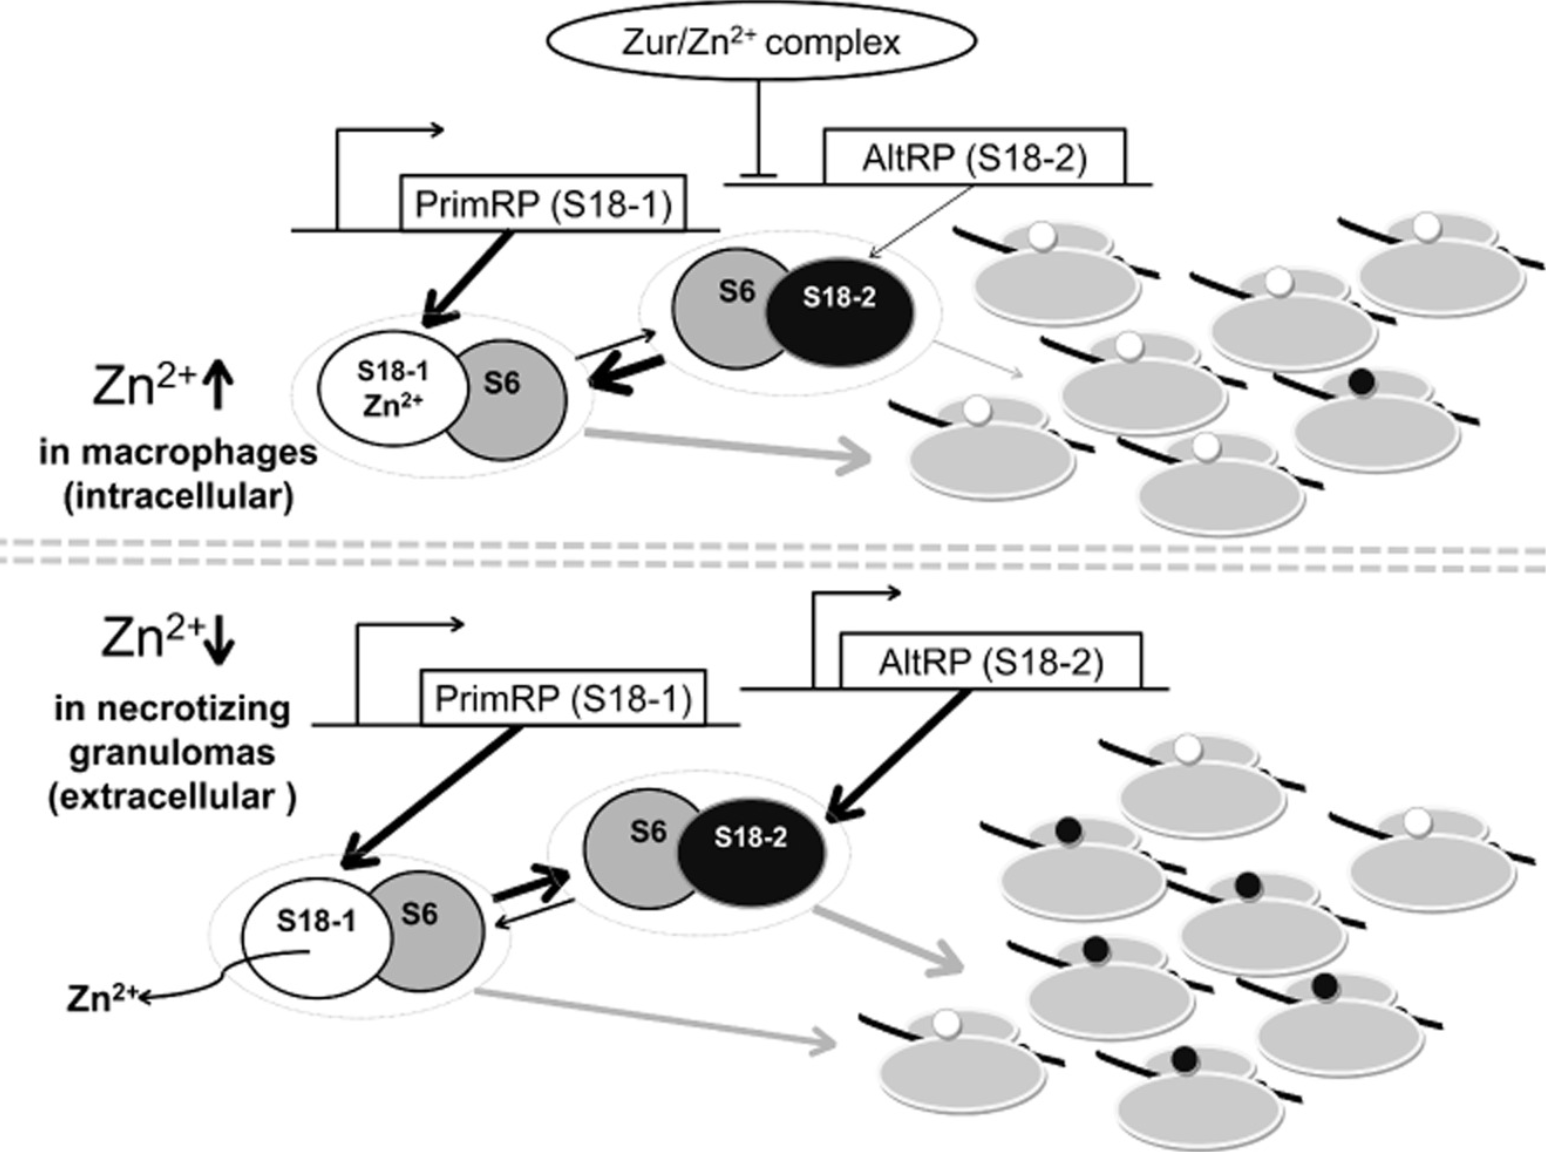 Zur/Zn²⁺ complex
AltRP (S18-2)
PrimRP (S18-1)
S6
S18-2
S18-1
Zn²⁺
S6
Zn²⁺
in macrophages
(intracellular)
Zn²⁺
AltRP (S18-2)
PrimRP (S18-1)
in necrotizing
granulomas
(extracellular )
S6
S18-2
S18-1
S6
Zn²⁺